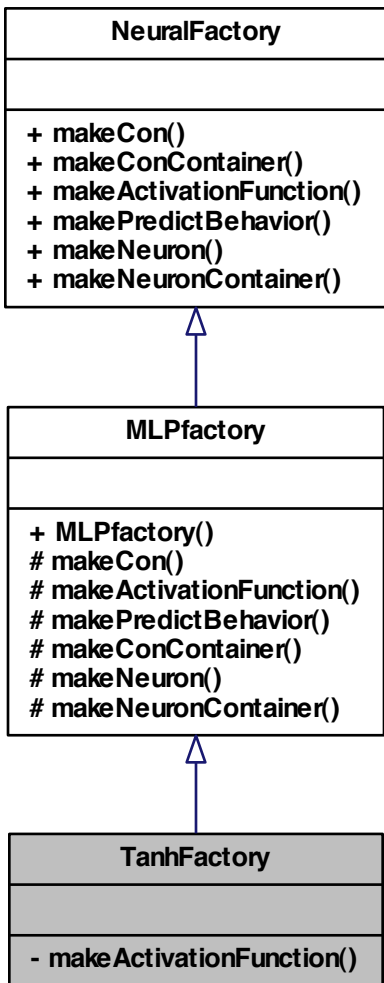 NeuralFactory
+ makeCon()
+ makeConContainer()
+ makeActivationFunction()
+ makePredictBehavior()
+ makeNeuron()
+ makeNeuronContainer()
MLPfactory
+ MLPfactory()
# makeCon()
# makeActivationFunction()
# makePredictBehavior()
# makeConContainer()
# makeNeuron()
# makeNeuronContainer()
TanhFactory
- makeActivationFunction()